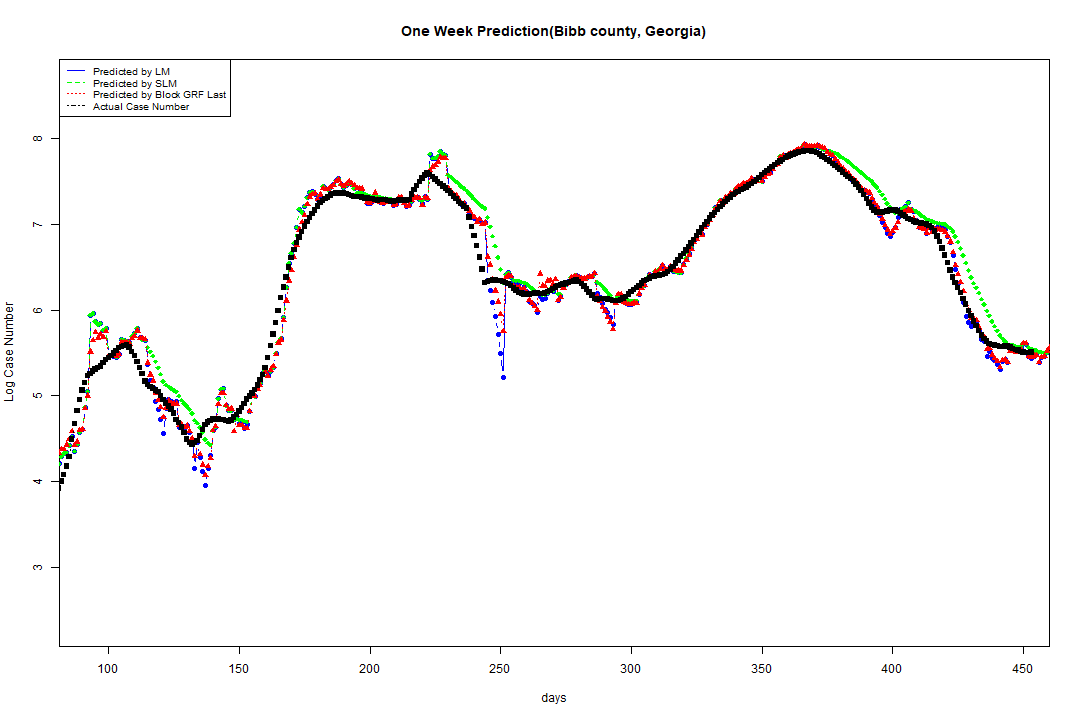 One Week Prediction(Bibb county, Georgia)
Predicted by LM
Predicted by SLM
Predicted by Block GRF Last
Actual Case Number
8
7
6
5
4
3
Log Case Number
100 150 200 250 300 350 400 450
days